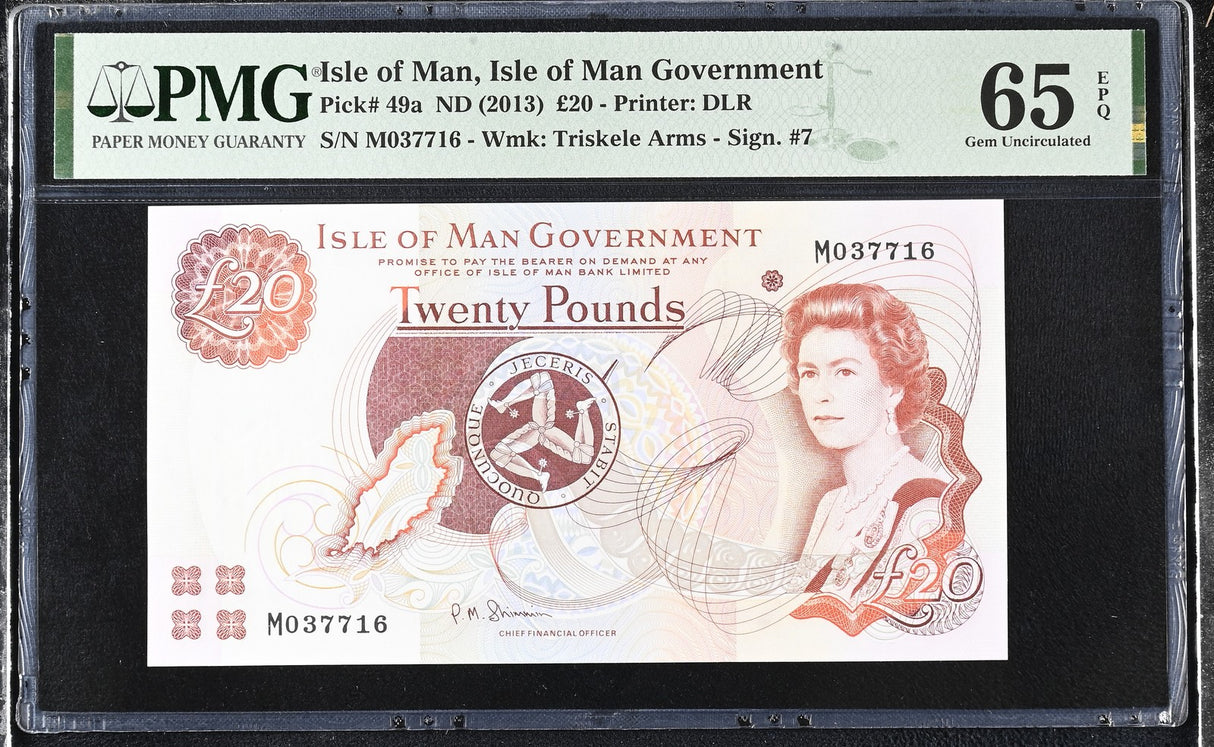 PMG®
PAPER MONEY GUARANTY
Isle of Man, Isle of Man Government
Pick# 49a ND (2013) £20 - Printer: DLR
S/N M037716 - Wmk: Triskele Arms - Sign. #7
65
EPQ
Gem Uncirculated
ISLE OF MAN GOVERNMENT
PROMISE TO PAY THE BEARER ON DEMAND AT ANY
OFFICE OF ISLE OF MAN BANK LIMITED
M037716
£20
Twenty Pounds
QUOCUNQUE JECERIS STABIT
£20
M037716
P. M. Shimmin
CHIEF FINANCIAL OFFICER